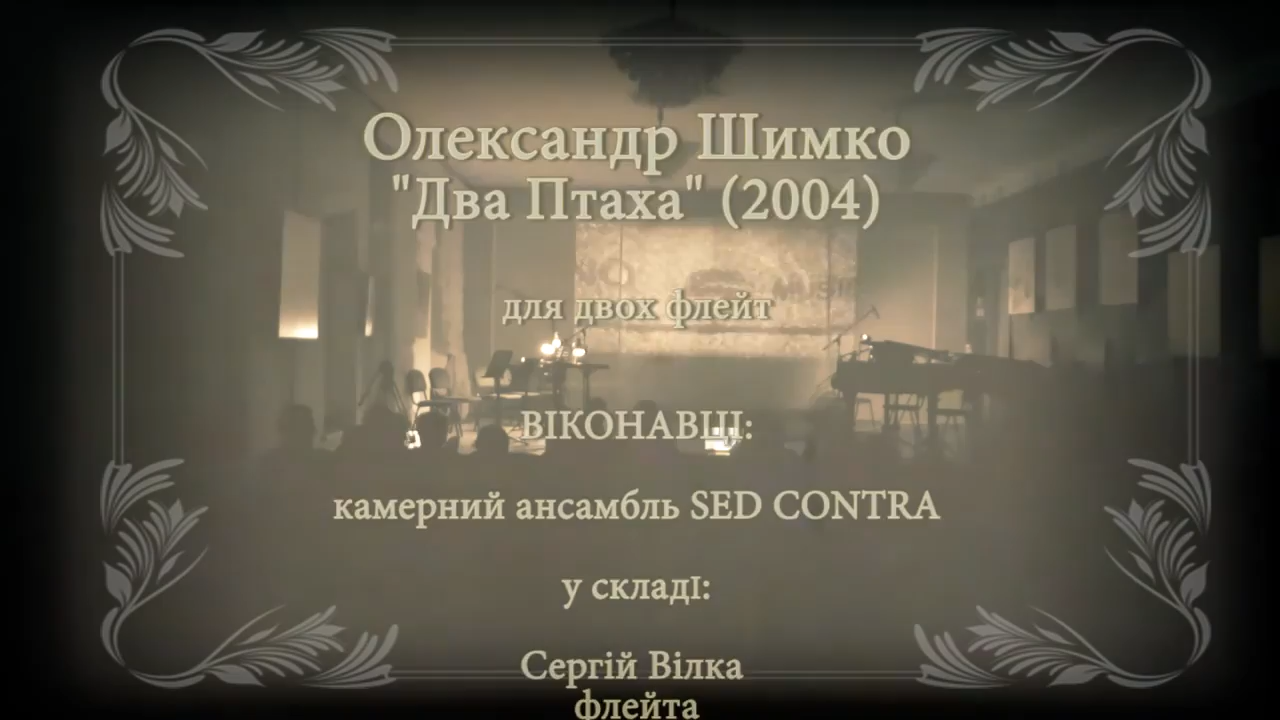 Олександр Шимко
"Два Птаха" (2004)
для двох флейт
ВІКОНАВЦІ:
камерний ансамбль SED CONTRA
у складІ:
Сергій Вілка
флейта